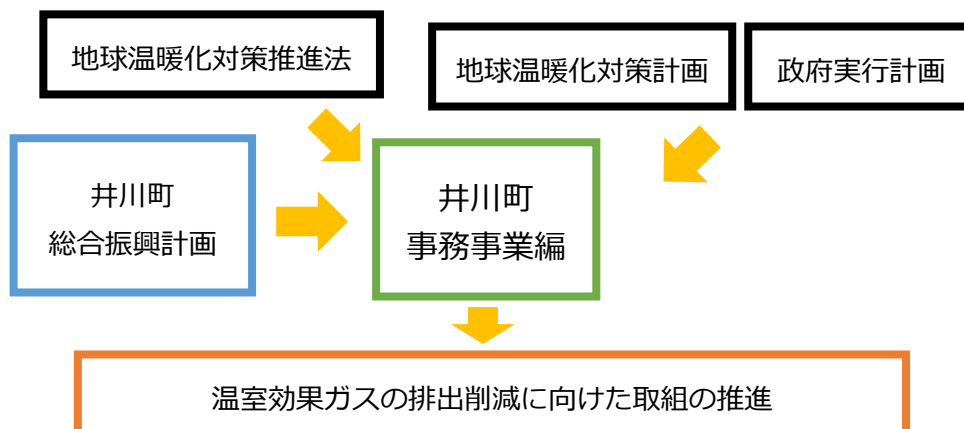 地球温暖化対策推進法
地球温暖化対策計画
政府実行計画
井川町
総合振興計画
井川町
事務事業編
温室効果ガスの排出削減に向けた取組の推進